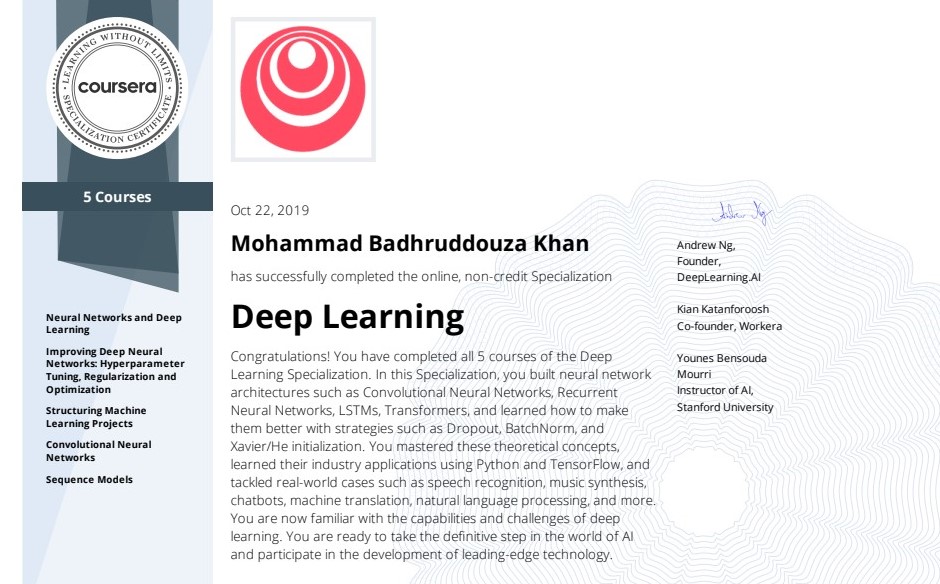 LEARNING WITHOUT LIMITS
coursera
SPECIALIZATION CERTIFICATE
5 Courses
Neural Networks and Deep
Learning
Improving Deep Neural
Networks: Hyperparameter
Tuning, Regularization and
Optimization
Structuring Machine
Learning Projects
Convolutional Neural
Networks
Sequence Models
Oct 22, 2019
Mohammad Badhruddouza Khan
has successfully completed the online, non-credit Specialization
Deep Learning
Congratulations! You have completed all 5 courses of the Deep
Learning Specialization. In this Specialization, you built neural network
architectures such as Convolutional Neural Networks, Recurrent
Neural Networks, LSTMs, Transformers, and learned how to make
them better with strategies such as Dropout, BatchNorm, and
Xavier/He initialization. You mastered these theoretical concepts,
learned their industry applications using Python and TensorFlow, and
tackled real-world cases such as speech recognition, music synthesis,
chatbots, machine translation, natural language processing, and more.
You are now familiar with the capabilities and challenges of deep
learning. You are ready to take the definitive step in the world of AI
and participate in the development of leading-edge technology.
Andrew Ng
Andrew Ng,
Founder,
DeepLearning.AI
Kian Katanforoosh
Co-founder, Workera
Younes Bensouda
Mourri
Instructor of AI,
Stanford University